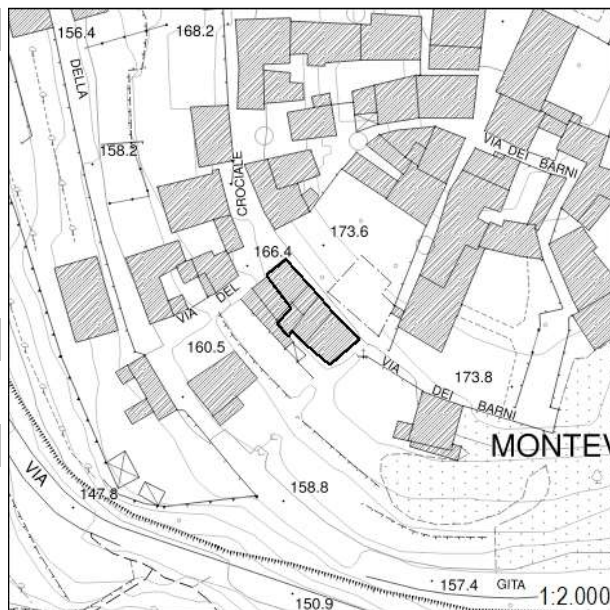 156.4
168.2
DELLA
158.2
CROCIALE
VIA DEI BARNI
173.6
166.4
VIA DEL
160.5
VIA DEI BARNI
173.8
MONTEV
VIA
147.8
158.8
157.4
GITA
1:2.000
150.9